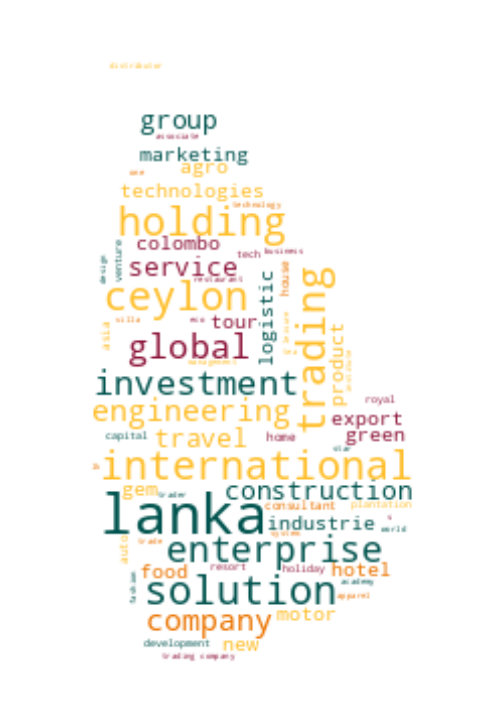 distributor
group
associate
marketing
one
agro
technologies
technology
holding
colombo
design
venture
tech
business
service
restaurant
house
logistic
trading
ceylon
villa
eco
tour
asia
global
management
product
investment
royal
engineering
export
capital
travel
home
green
star
international
gem
trader
construction
consultant
plantation
lanka
industrie
world
system
auto
trade
enterprise
food
resort
holiday
hotel
fashion
solution
academy
apparel
company
motor
development
new
trading company